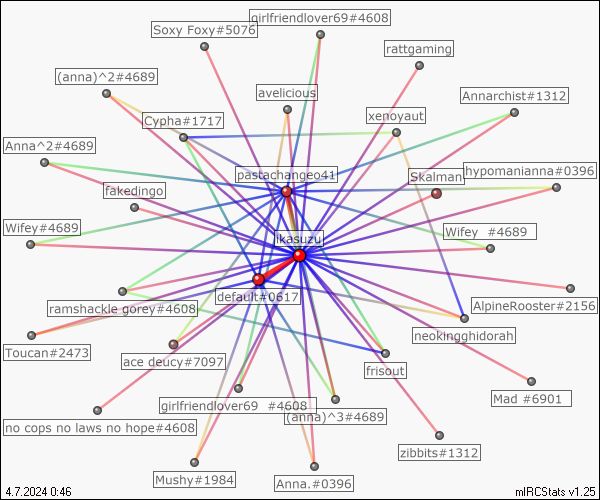 girlfriendlover69#4608
Soxy Foxy#5076
rattgaming
(anna)^2#4689
avelicious
Annarchist#1312
xenoyaut
Cypha#1717
Anna^2#4689
pastachangeo41
Skalman
hypomanianna#0396
fakedingo
Wifey#4689
ikasuzu
Wifey #4689
default#0617
ramshackle gorey#4608
AlpineRooster#2156
neokingghidorah
Toucan#2473
ace deucy#7097
frisout
Mad #6901
girlfriendlover69 #4608
(anna)^3#4689
no cops no laws no hope#4608
zibbits#1312
Mushy#1984
Anna.#0396
4.7.2024 0:46
mIRCStats v1.25